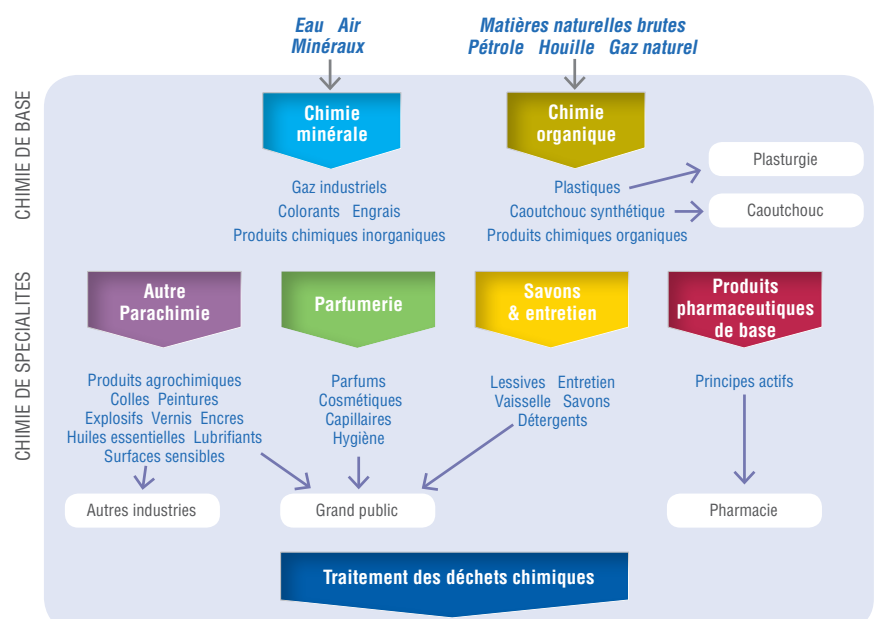 Eau Air
Minéraux
Matières naturelles brutes
Pétrole Houille Gaz naturel
CHIMIE DE BASE
Chimie
minérale
Chimie
organique
Gaz industriels
Colorants Engrais
Produits chimiques inorganiques
Plastiques
Caoutchouc synthétique
Produits chimiques organiques
Plasturgie
Caoutchouc
CHIMIE DE SPECIALITES
Autre
Parachimie
Parfumerie
Savons
& entretien
Produits
pharmaceutiques
de base
Produits agrochimiques
Colles Peintures
Explosifs Vernis Encres
Huiles essentielles Lubrifiants
Surfaces sensibles
Parfums
Cosmétiques
Capillaires
Hygiène
Lessives Entretien
Vaisselle Savons
Détergents
Principes actifs
Autres industries
Grand public
Pharmacie
Traitement des déchets chimiques